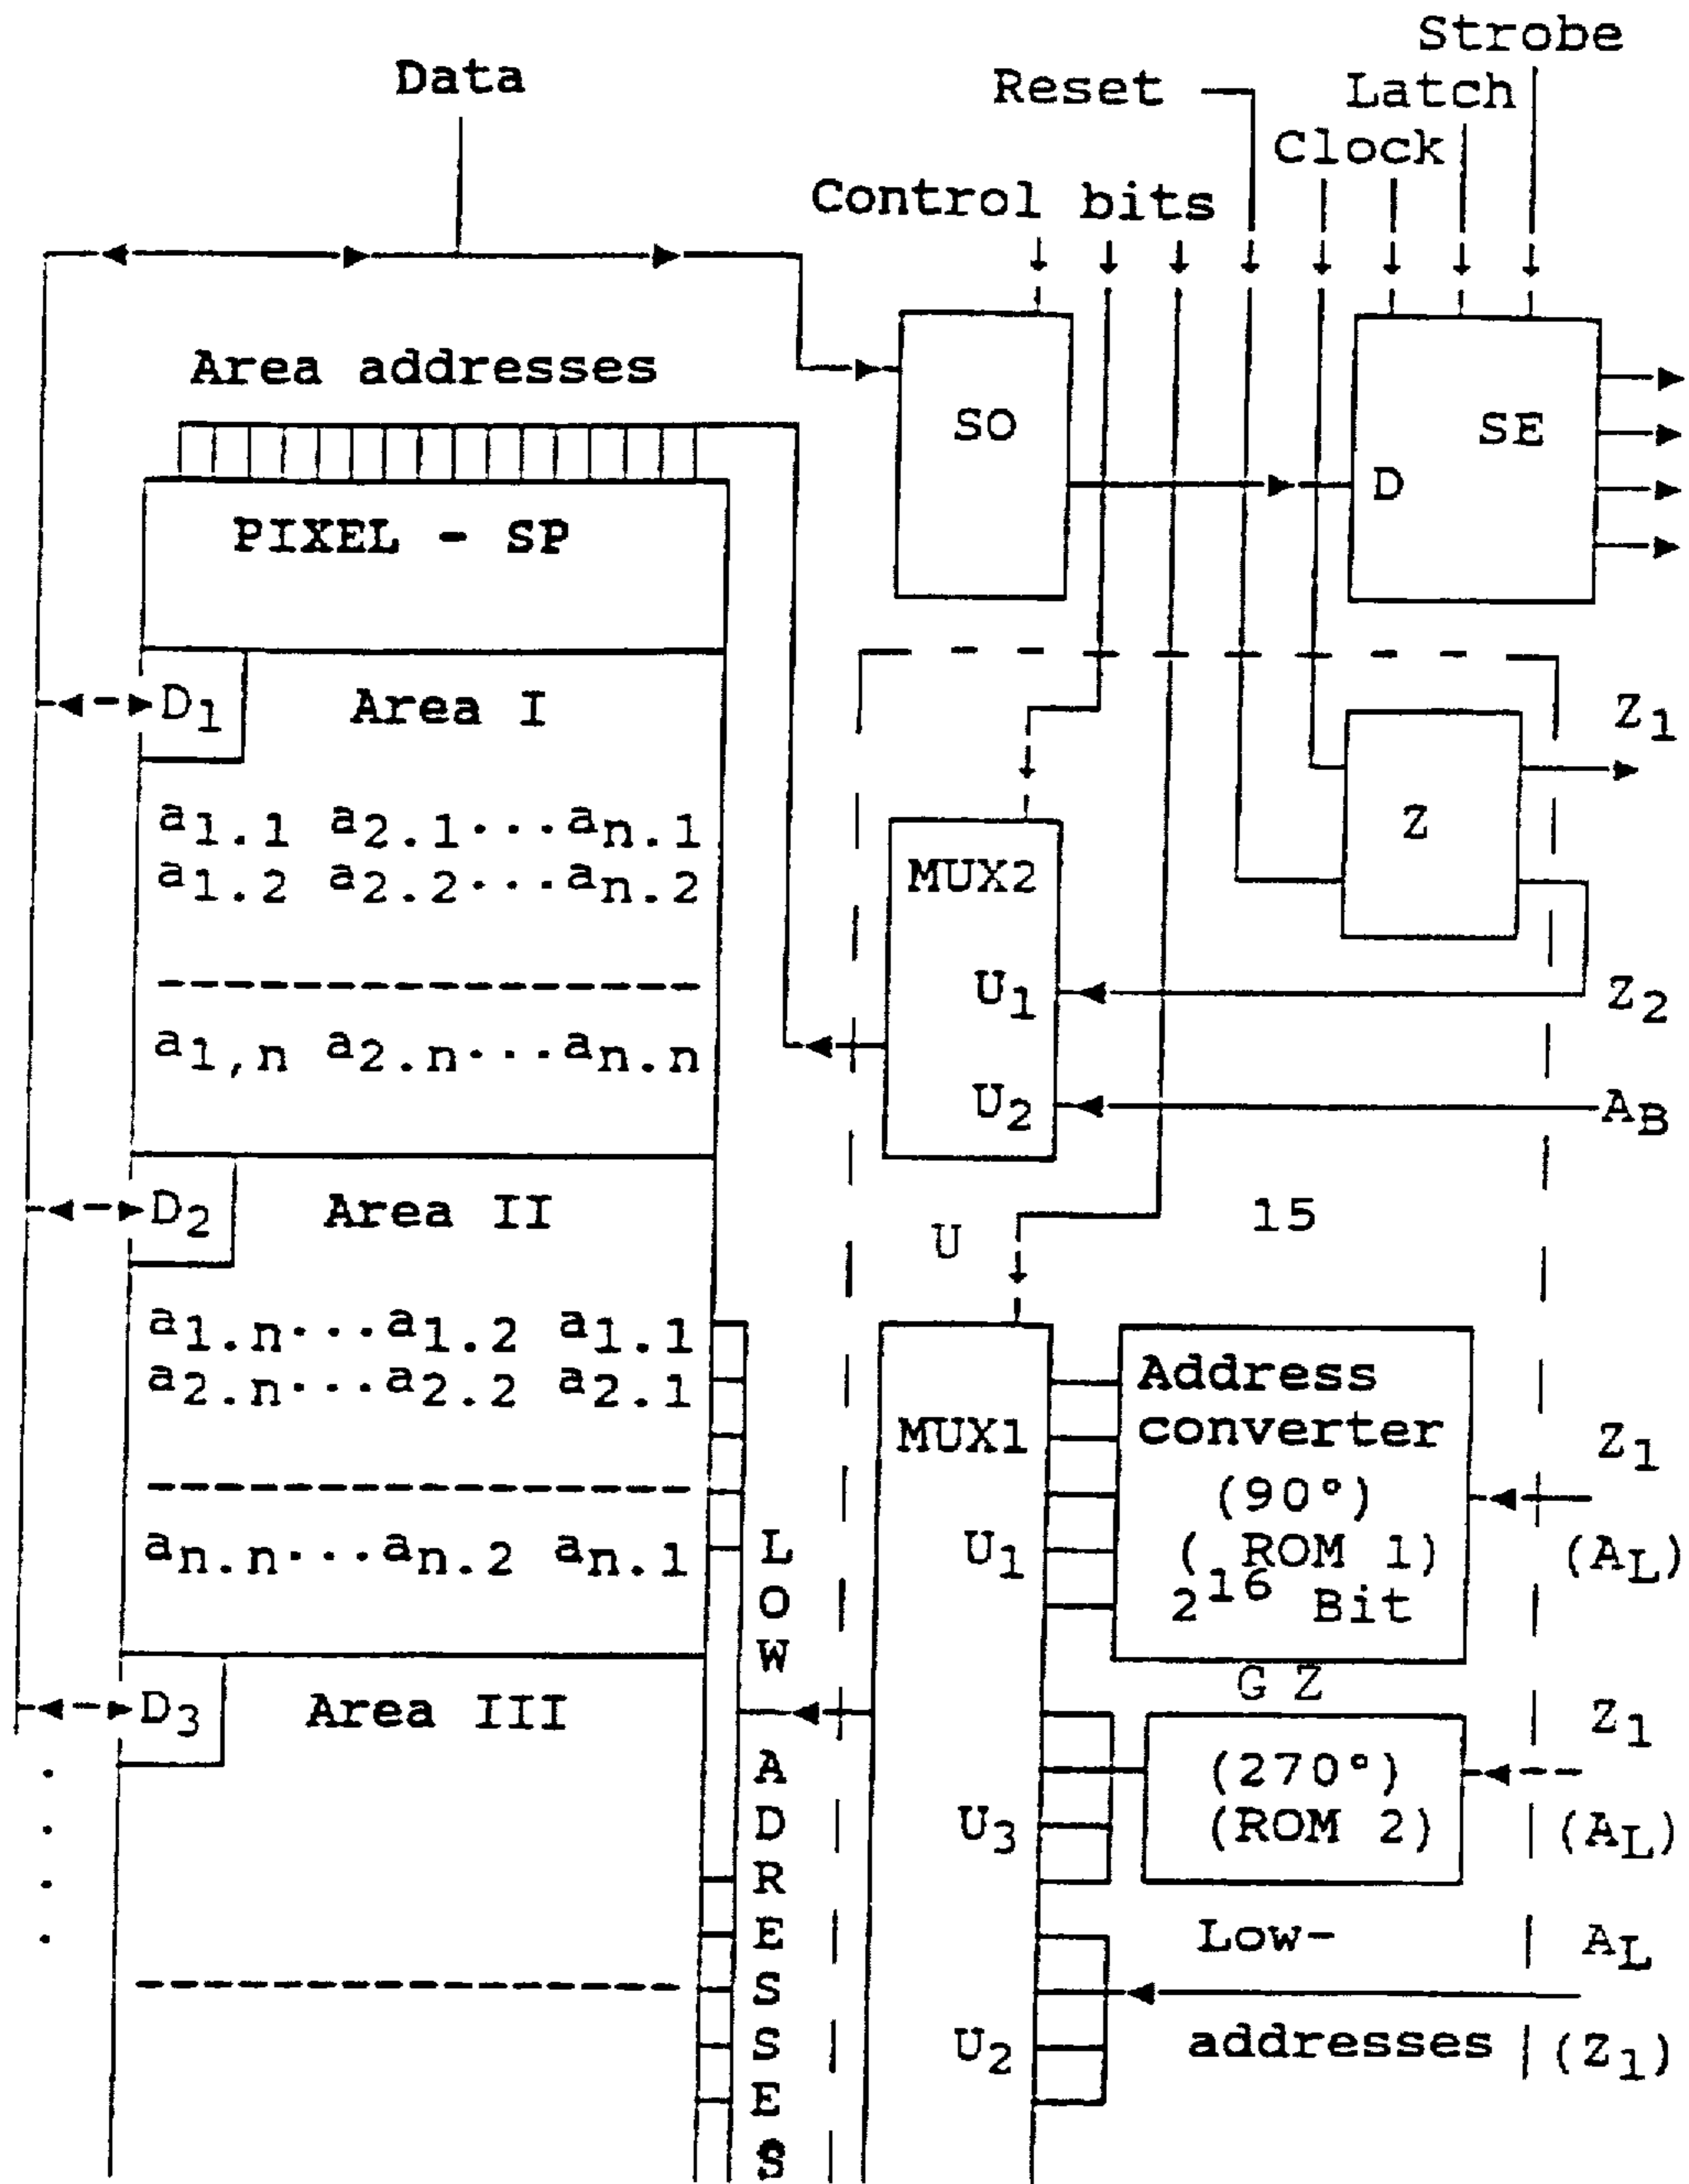 Strobe
Data
Reset
Latch
Clock
Control bits
Area addresses
SO
SE
D
PIXEL - SP
D1
Area I
Z1
Z
a1.1 a2.1...an.1
a1.2 a2.2...an.2
MUX2
U1
Z2
a1,n a2.n...an.n
U2
AB
D2
Area II
U
15
a1.n...a1.2 a1.1
a2.n...a2.2 a2.1
MUX1
Address
converter
(90°)
( ROM 1)
2^16 Bit
Z1
(AL)
U1
an.n...an.2 an.1
LOW ADRESSES
G Z
D3
Area III
Z1
(270°)
(ROM 2)
(AL)
U3
Low-
addresses
AL
(Z1)
U2